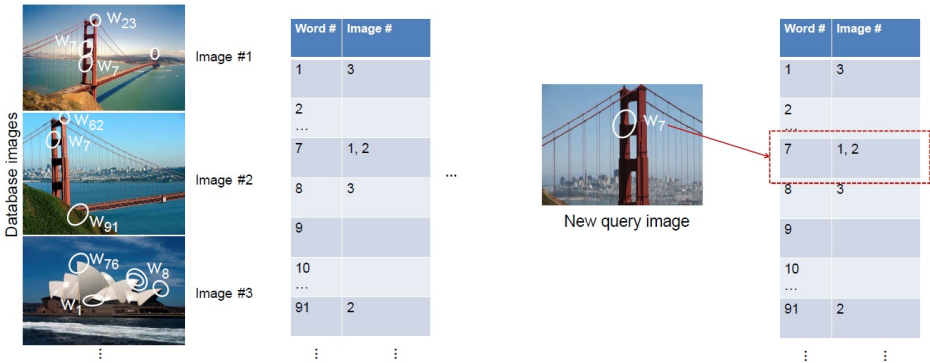 Database images
W23
W7
W7
Image #1
W62
W7
W91
Image #2
W76
W8
W1
Image #3
⋮
Word # Image #
1 3
2
...
7 1, 2
8 3
9
10
...
91 2
⋮ ⋮
...
W7
New query image
Word # Image #
1 3
2
...
7 1, 2
8 3
9
10
...
91 2
⋮ ⋮